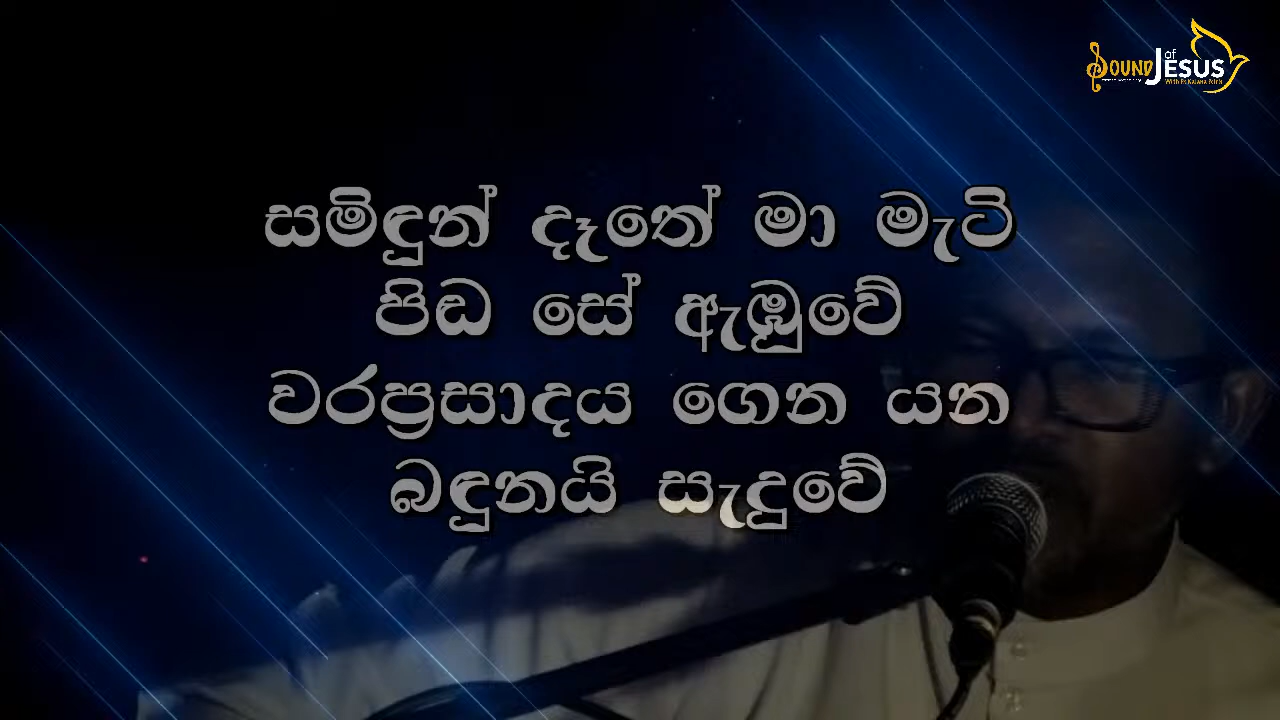 Sound of Jesus
සමිඳුන් දෑතේ මා මැටි
පිඬ සේ ඇඹුවේ
වරප්‍රසාදය ගෙන යන
බඳුනයි සැදුවේ